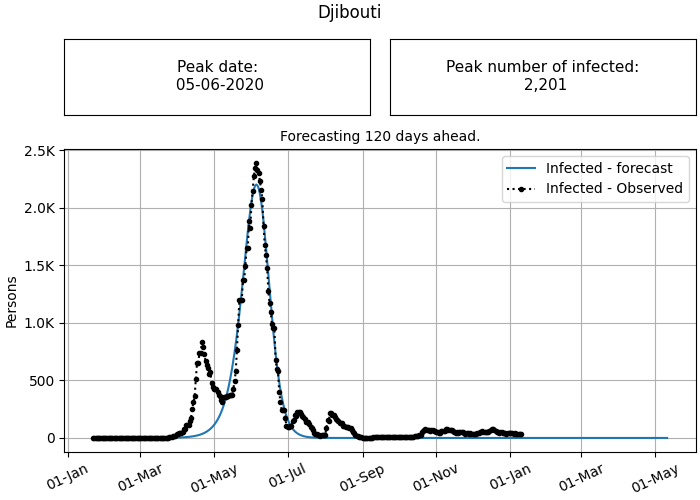 Djibouti
Peak date:
05-06-2020
Peak number of infected:
2,201
Forecasting 120 days ahead.
Infected - forecast
Infected - Observed
2.5K
2.0K
1.5K
1.0K
500
0
Persons
01-Jan
01-Mar
01-May
01-Jul
01-Sep
01-Nov
01-Jan
01-Mar
01-May